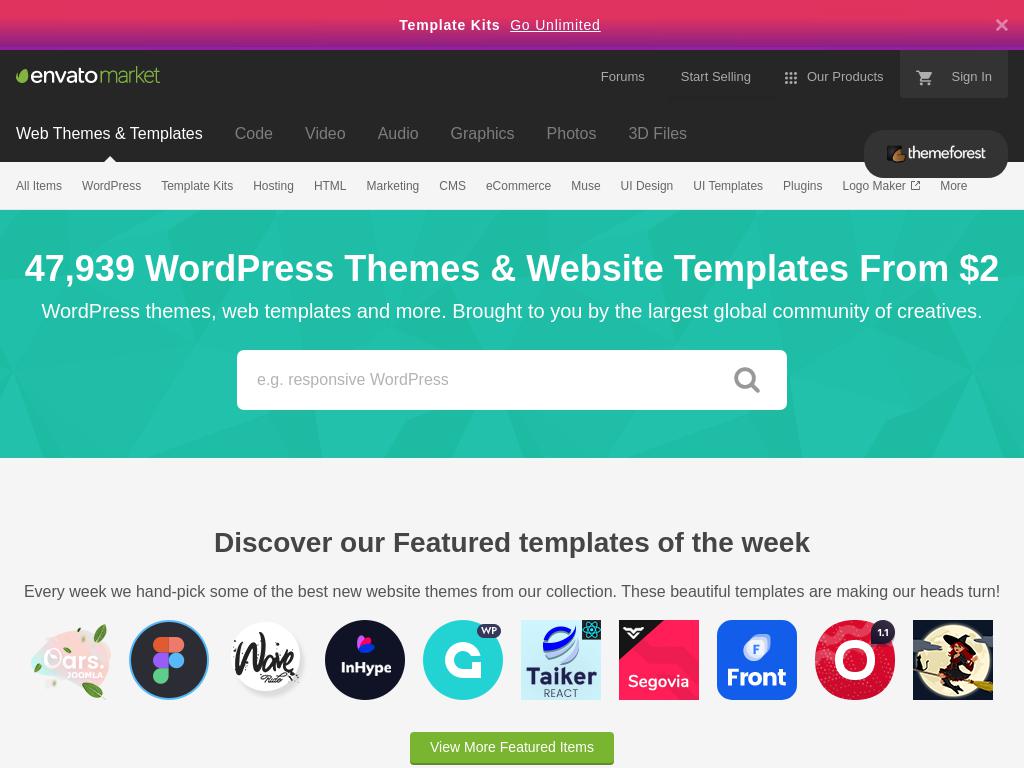 Template Kits Go Unlimited
envatomarket
Forums Start Selling Our Products Sign In
Web Themes & Templates Code Video Audio Graphics Photos 3D Files
themeforest
All Items WordPress Template Kits Hosting HTML Marketing CMS eCommerce Muse UI Design UI Templates Plugins Logo Maker More
47,939 WordPress Themes & Website Templates From $2
WordPress themes, web templates and more. Brought to you by the largest global community of creatives.
e.g. responsive WordPress
Discover our Featured templates of the week
Every week we hand-pick some of the best new website themes from our collection. These beautiful templates are making our heads turn!
Oars.
JOOMLA
Wave
Ride
InHype
WP
G
Taiker
REACT
Segovia
F
Front
1.1
View More Featured Items